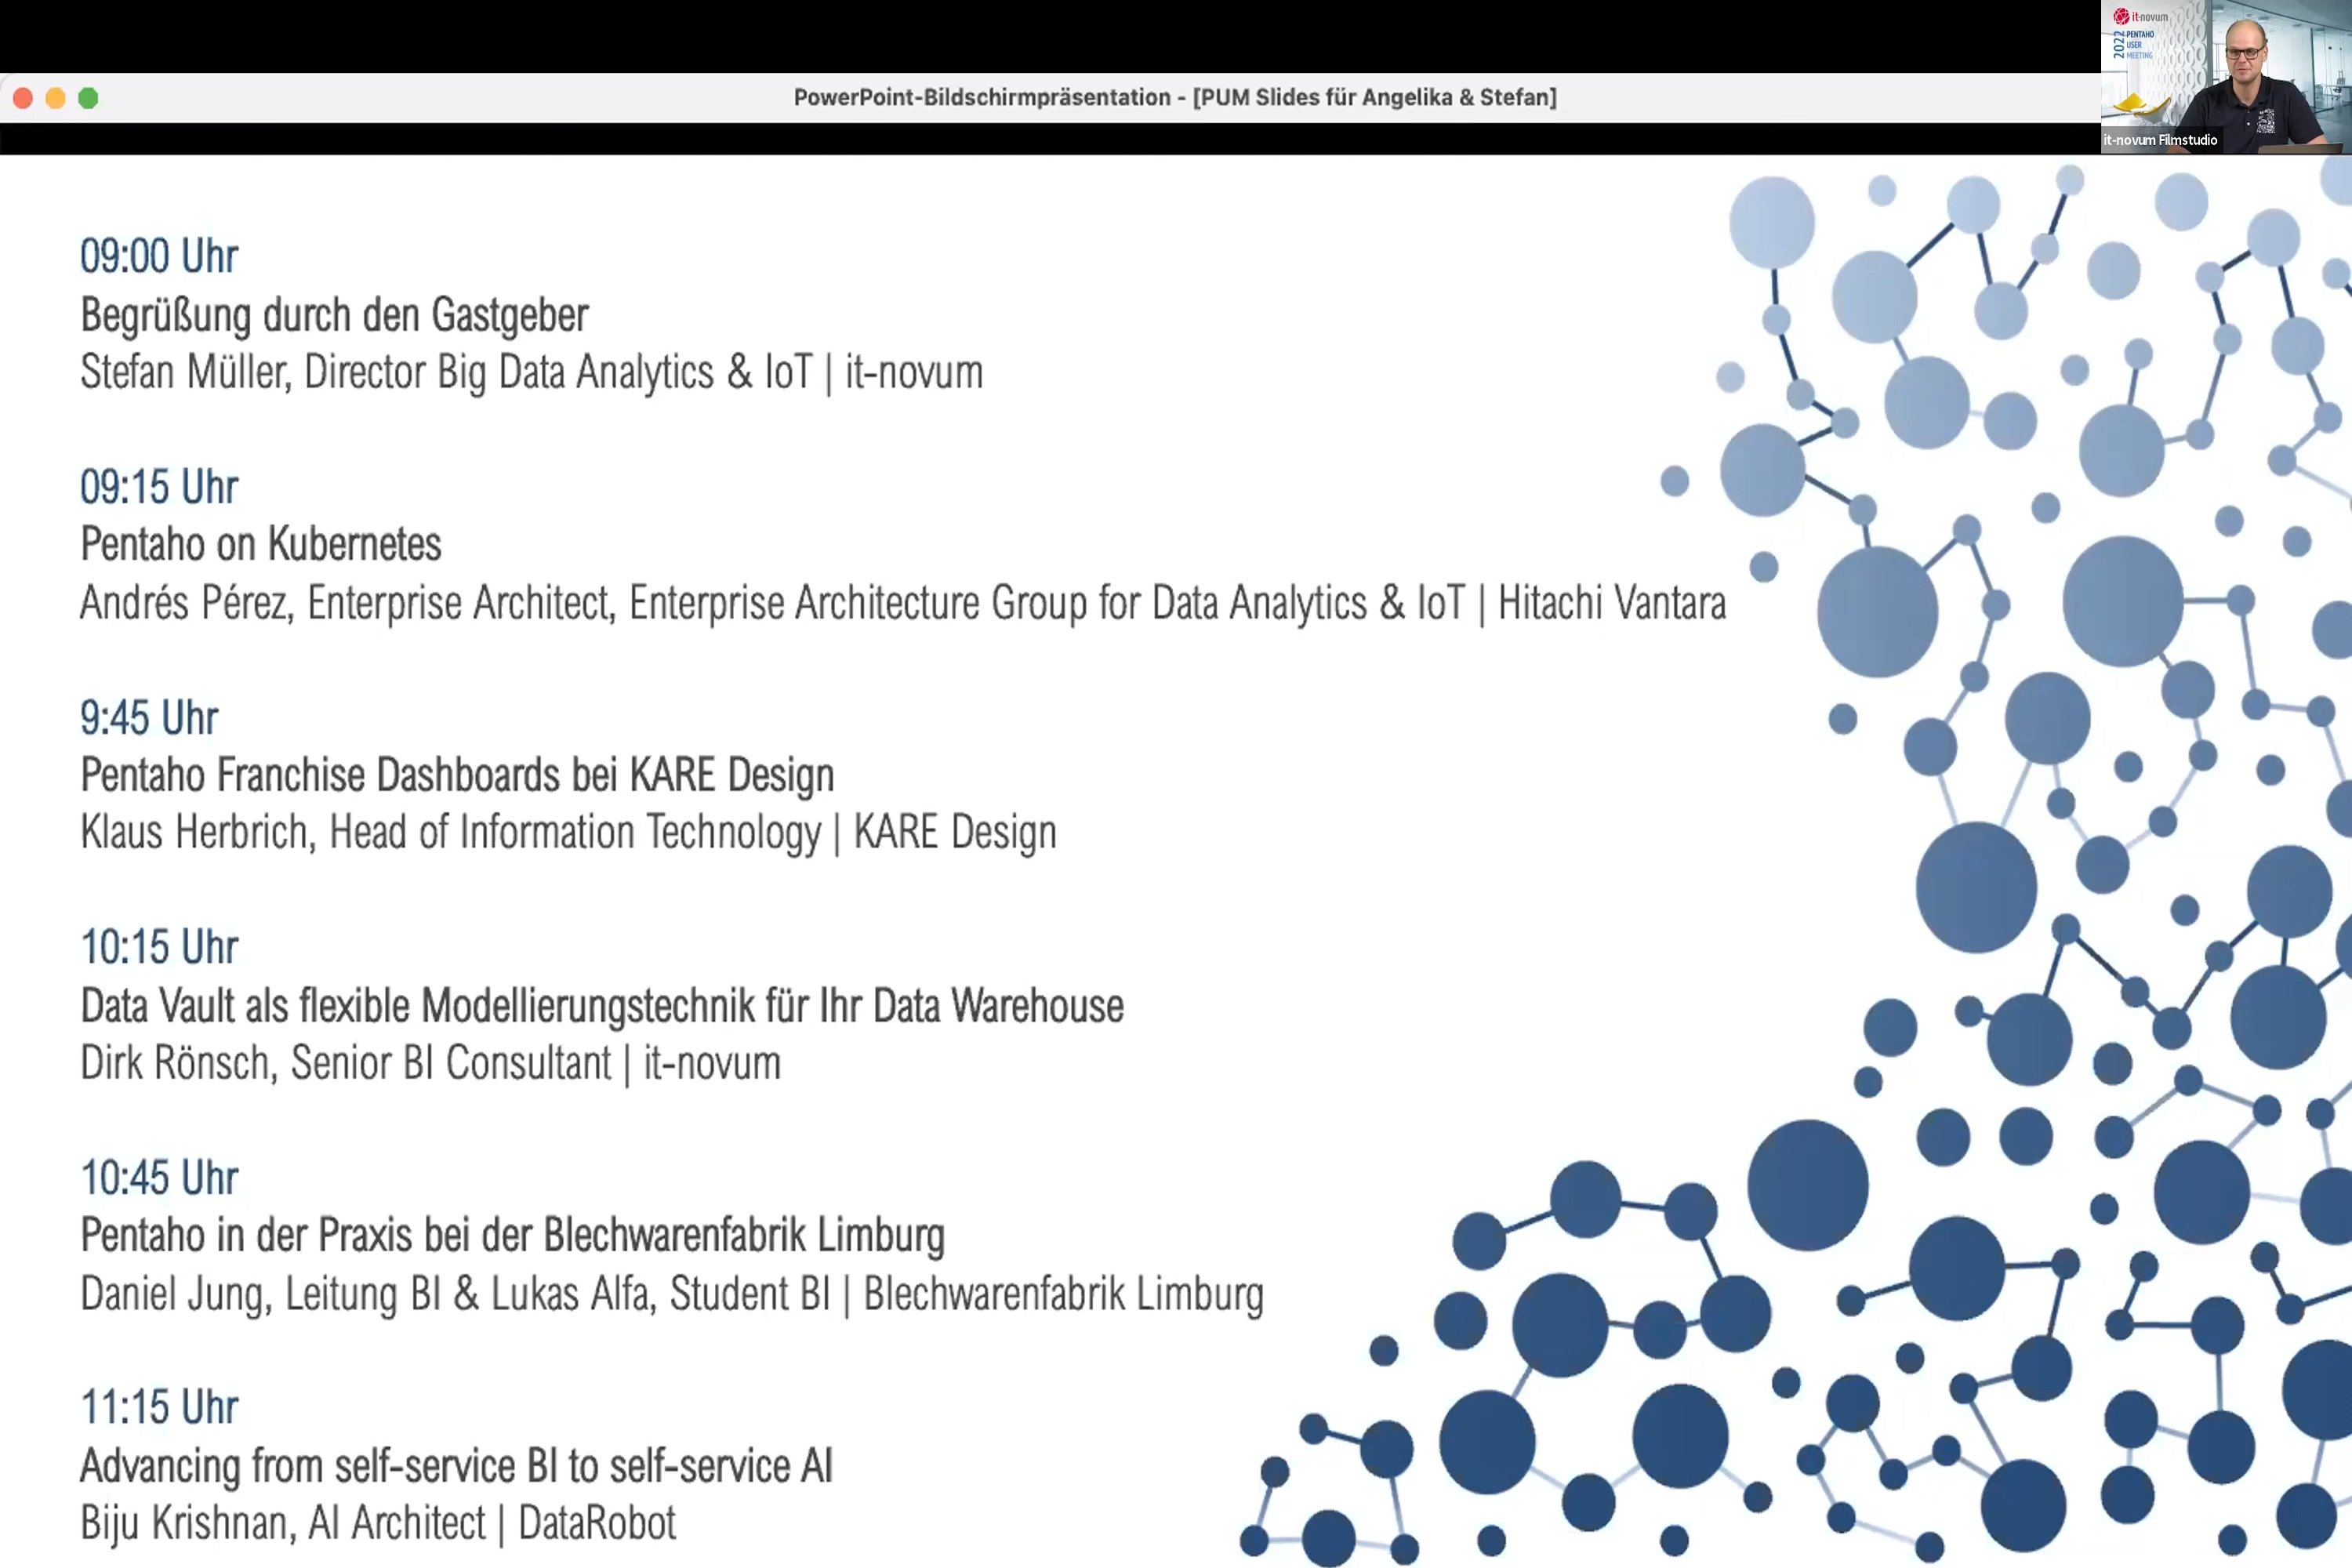 it-novum
2022 PENTAHO
USER
MEETING
PowerPoint-Bildschirmpräsentation - [PUM Slides für Angelika & Stefan]
it-novum Filmstudio
09:00 Uhr
Begrüßung durch den Gastgeber
Stefan Müller, Director Big Data Analytics & IoT | it-novum
09:15 Uhr
Pentaho on Kubernetes
Andrés Pérez, Enterprise Architect, Enterprise Architecture Group for Data Analytics & IoT | Hitachi Vantara
9:45 Uhr
Pentaho Franchise Dashboards bei KARE Design
Klaus Herbrich, Head of Information Technology | KARE Design
10:15 Uhr
Data Vault als flexible Modellierungstechnik für Ihr Data Warehouse
Dirk Rönsch, Senior BI Consultant | it-novum
10:45 Uhr
Pentaho in der Praxis bei der Blechwarenfabrik Limburg
Daniel Jung, Leitung BI & Lukas Alfa, Student BI | Blechwarenfabrik Limburg
11:15 Uhr
Advancing from self-service BI to self-service AI
Biju Krishnan, AI Architect | DataRobot